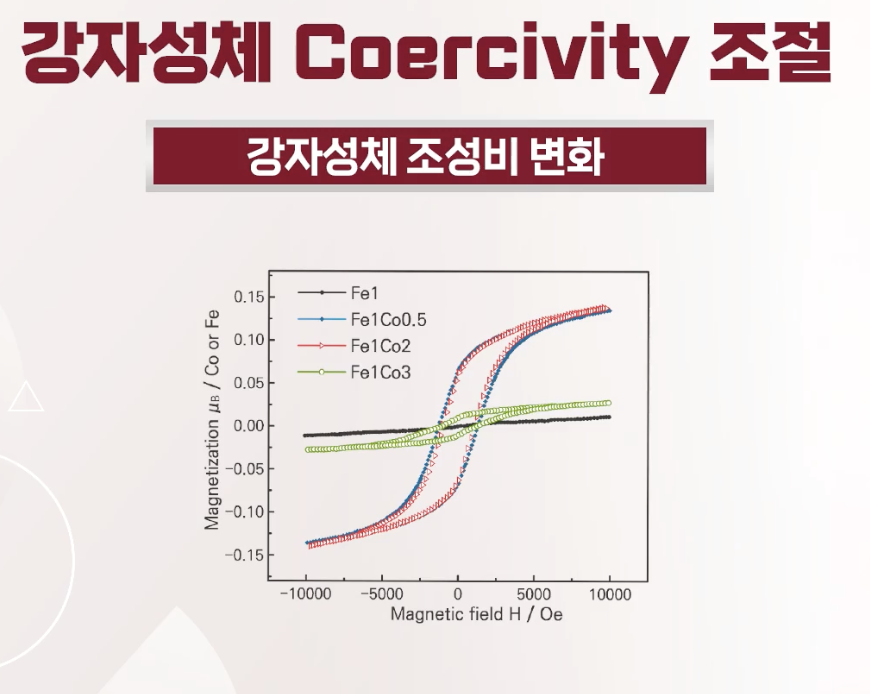 강자성체 Coercivity 조절
강자성체 조성비 변화
Fe1
Fe1Co0.5
Fe1Co2
Fe1Co3
0.15
0.10
0.05
0.00
−0.05
−0.10
−0.15
Magnetization μB / Co or Fe
−10000 −5000 0 5000 10000
Magnetic field H / Oe